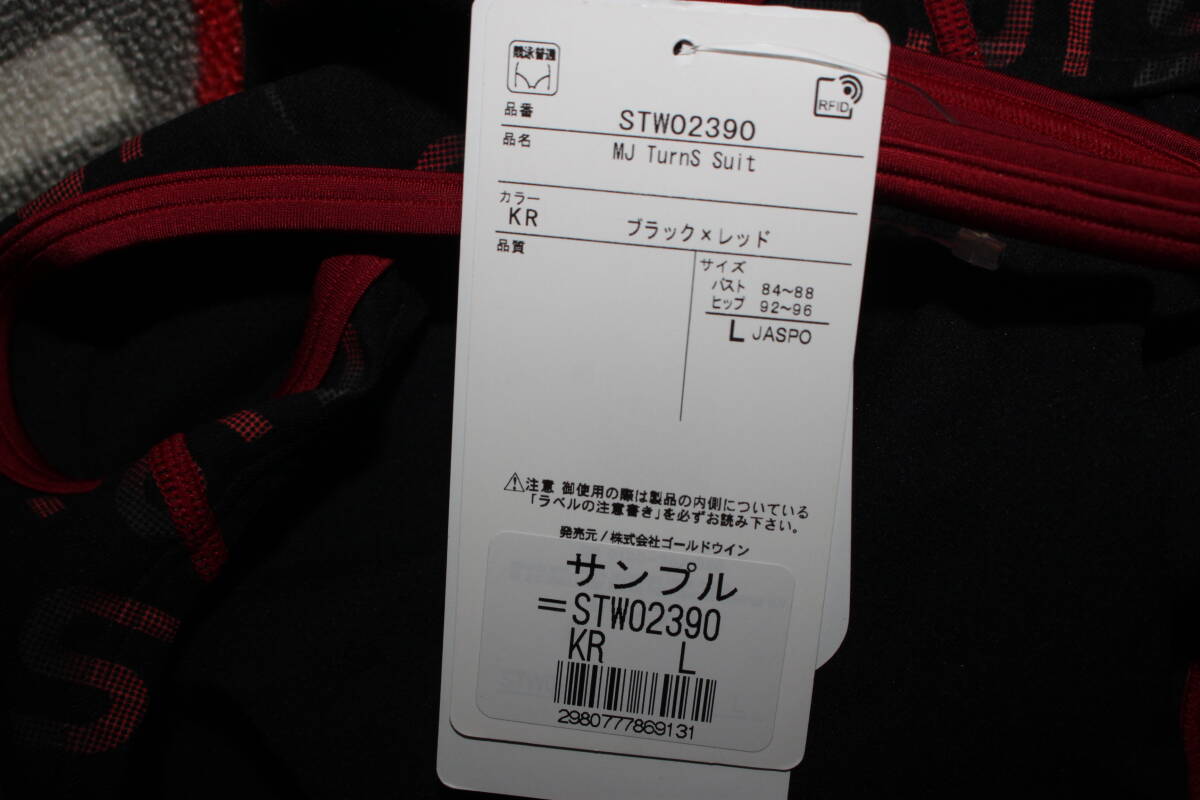 競泳普通
RFID
品番 STW02390
品名 MJ TurnS Suit
カラー
KR ブラック×レッド
品質
サイズ
バスト 84~88
ヒップ 92~96
L JASPO
⚠注意 御使用の際は製品の内側についている
「ラベルの注意書き」を必ずお読み下さい。
発売元/株式会社ゴールドウイン
サンプル
=STW02390
KR L
2980777869131
S